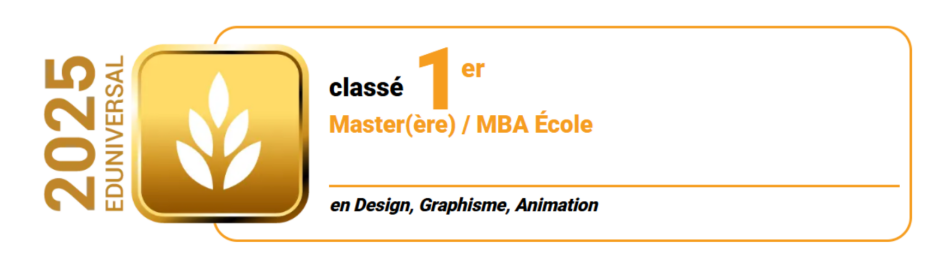 2025
EDUNIVERSAL
classé 1er
Master(ère) / MBA École
en Design, Graphisme, Animation